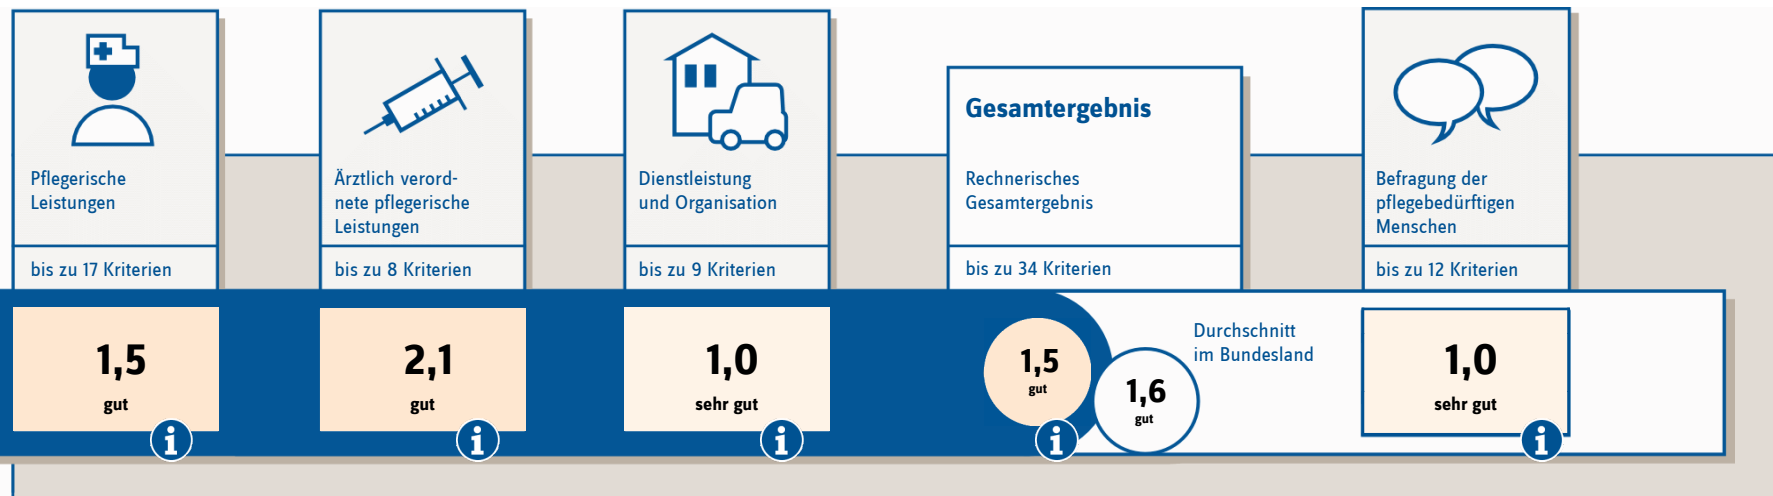 Pflegerische
Leistungen
bis zu 17 Kriterien
1,5
gut
Ärztlich verord-
nete pflegerische
Leistungen
bis zu 8 Kriterien
2,1
gut
Dienstleistung
und Organisation
bis zu 9 Kriterien
1,0
sehr gut
Gesamtergebnis
Rechnerisches
Gesamtergebnis
bis zu 34 Kriterien
1,5
gut
1,6
gut
Durchschnitt
im Bundesland
Befragung der
pflegebedürftigen
Menschen
bis zu 12 Kriterien
1,0
sehr gut